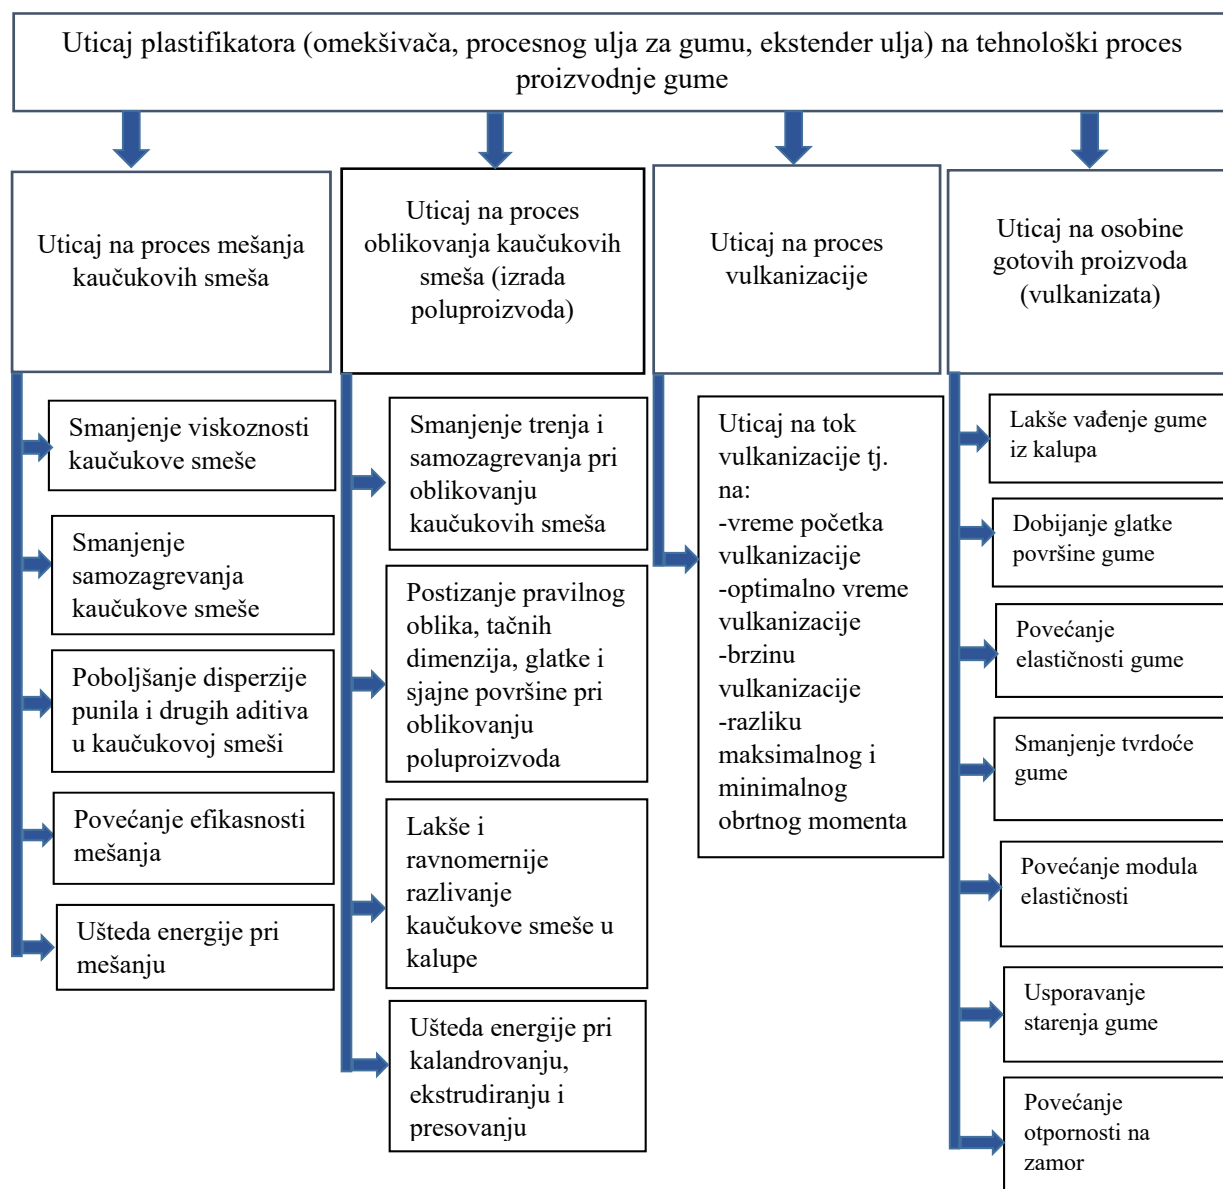 Uticaj plastifikatora (omekšivača, procesnog ulja za gumu, ekstender ulja) na tehnološki proces
proizvodnje gume
Uticaj na proces mešanja
kaučukovih smeša
Smanjenje viskoznosti
kaučukove smeše
Smanjenje
samozagrevanja
kaučukove smeše
Poboljšanje disperzije
punila i drugih aditiva
u kaučukovoj smeši
Povećanje efikasnosti
mešanja
Ušteda energije pri
mešanju
Uticaj na proces
oblikovanja kaučukovih
smeša (izrada
poluproizvoda)
Smanjenje trenja i
samozagrevanja pri
oblikovanju
kaučukovih smeša
Postizanje pravilnog
oblika, tačnih
dimenzija, glatke i
sjajne površine pri
oblikovanju
poluproizvoda
Lakše i
ravnomernije
razlivanje
kaučukove smeše u
kalupe
Ušteda energije pri
kalandrovanju,
ekstrudiranju i
presovanju
Uticaj na proces
vulkanizacije
Uticaj na tok
vulkanizacije tj.
na:
-vreme početka
vulkanizacije
-optimalno vreme
vulkanizacije
-brzinu
vulkanizacije
-razliku
maksimalnog i
minimalnog
obrtnog momenta
Uticaj na osobine
gotovih proizvoda
(vulkanizata)
Lakše vađenje gume
iz kalupa
Dobijanje glatke
površine gume
Povećanje
elastičnosti gume
Smanjenje tvrdoće
gume
Povećanje modula
elastičnosti
Usporavanje
starenja gume
Povećanje
otpornosti na
zamor